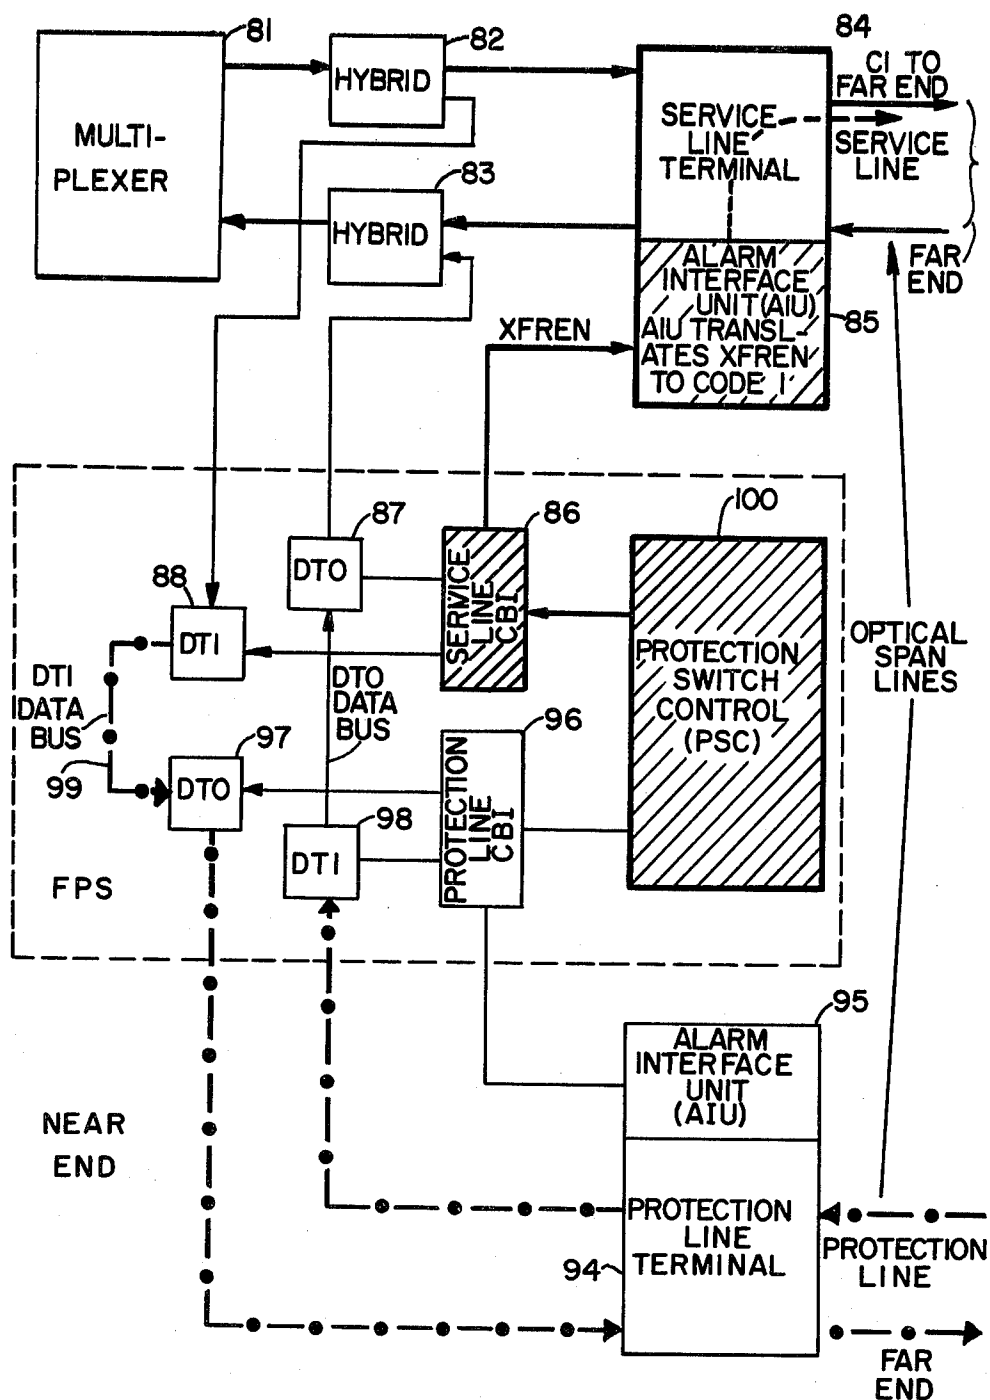 81
MULTI-
PLEXER
82
HYBRID
83
HYBRID
84
CI TO
FAR END
SERVICE
LINE
TERMINAL
SERVICE
LINE
FAR
END
ALARM
INTERFACE
UNIT (AIU)
AIU TRANSL-
ATES XFREN
TO CODE 1
85
XFREN
100
87
DTO
86
SERVICE
LINE
CBI
88
DTI
PROTECTION
SWITCH
CONTROL
(PSC)
OPTICAL
SPAN
LINES
DTI
DATA
BUS
DTO
DATA
BUS
99
97
DTO
96
PROTECTION
LINE
CBI
98
DTI
FPS
95
ALARM
INTERFACE
UNIT
(AIU)
NEAR
END
PROTECTION
LINE
TERMINAL
94
PROTECTION
LINE
FAR
END